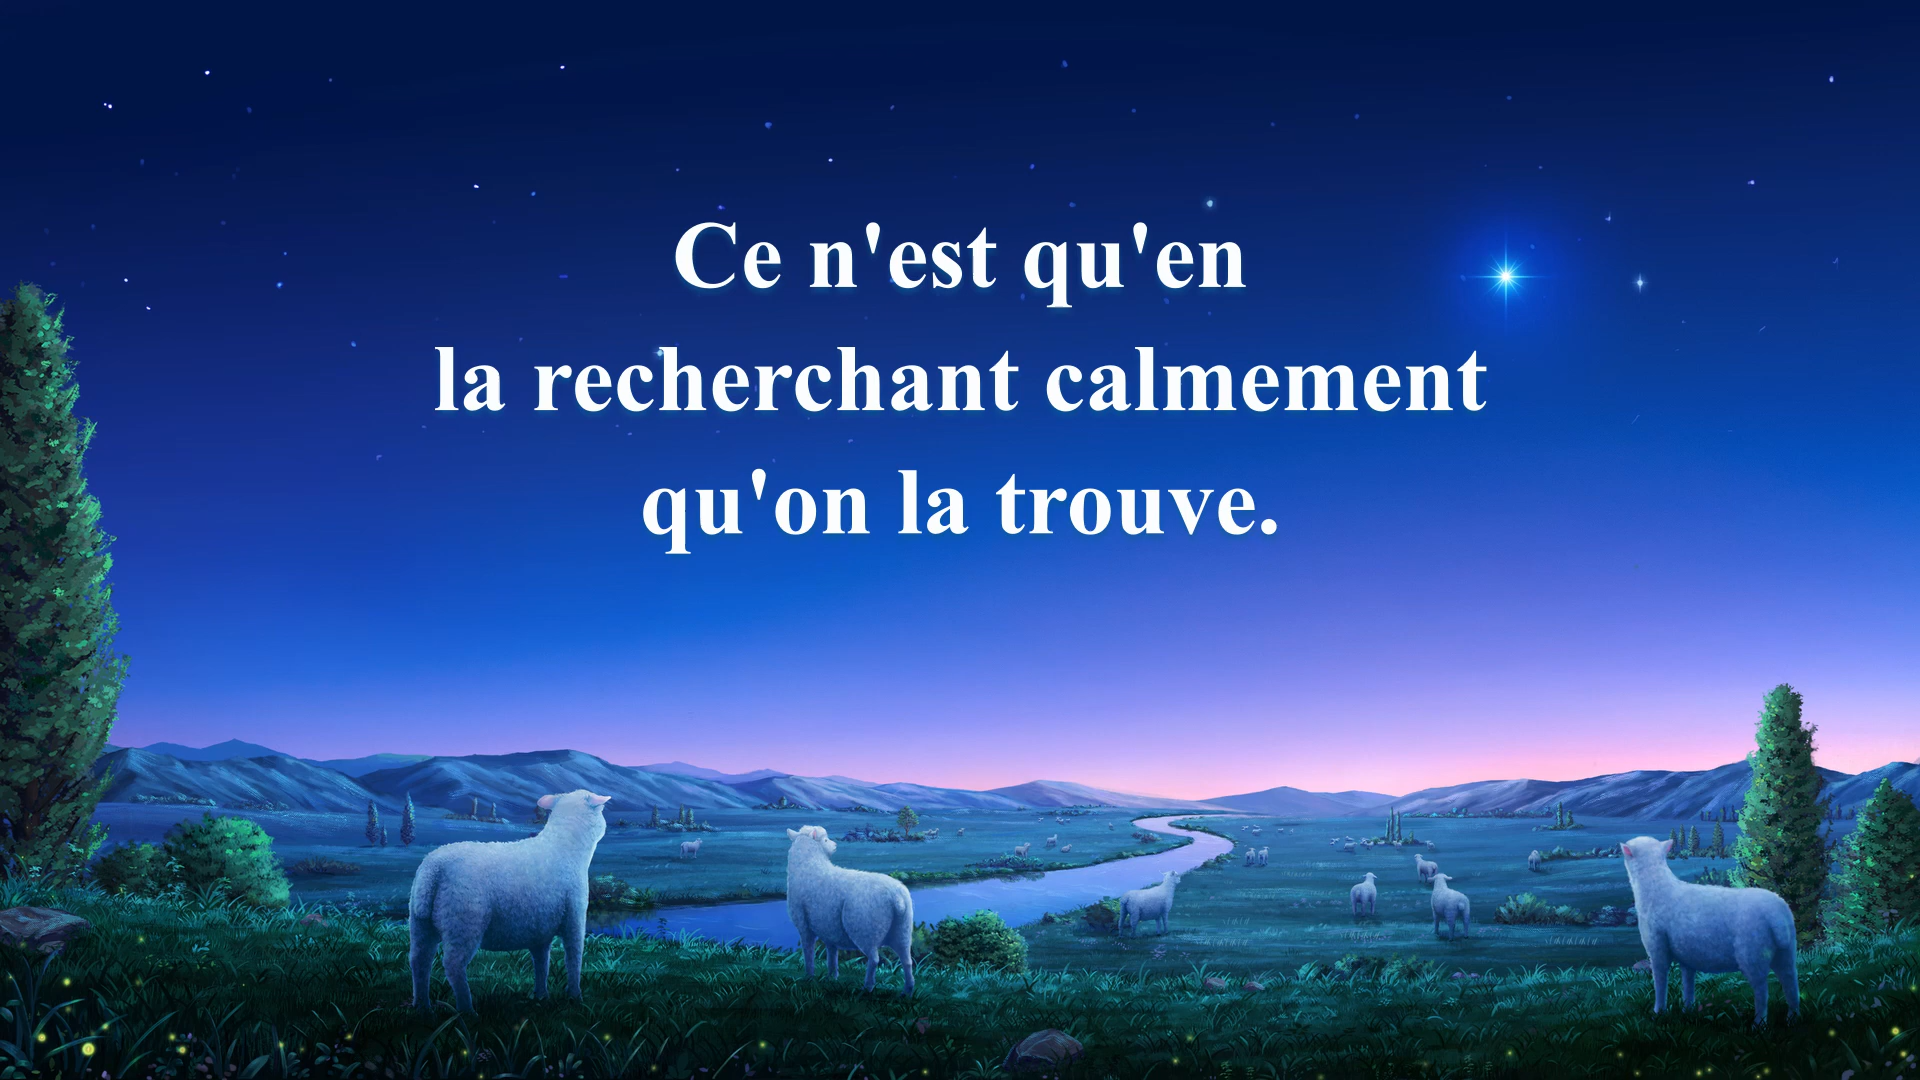 Ce n'est qu'en
la recherchant calmement
qu'on la trouve.